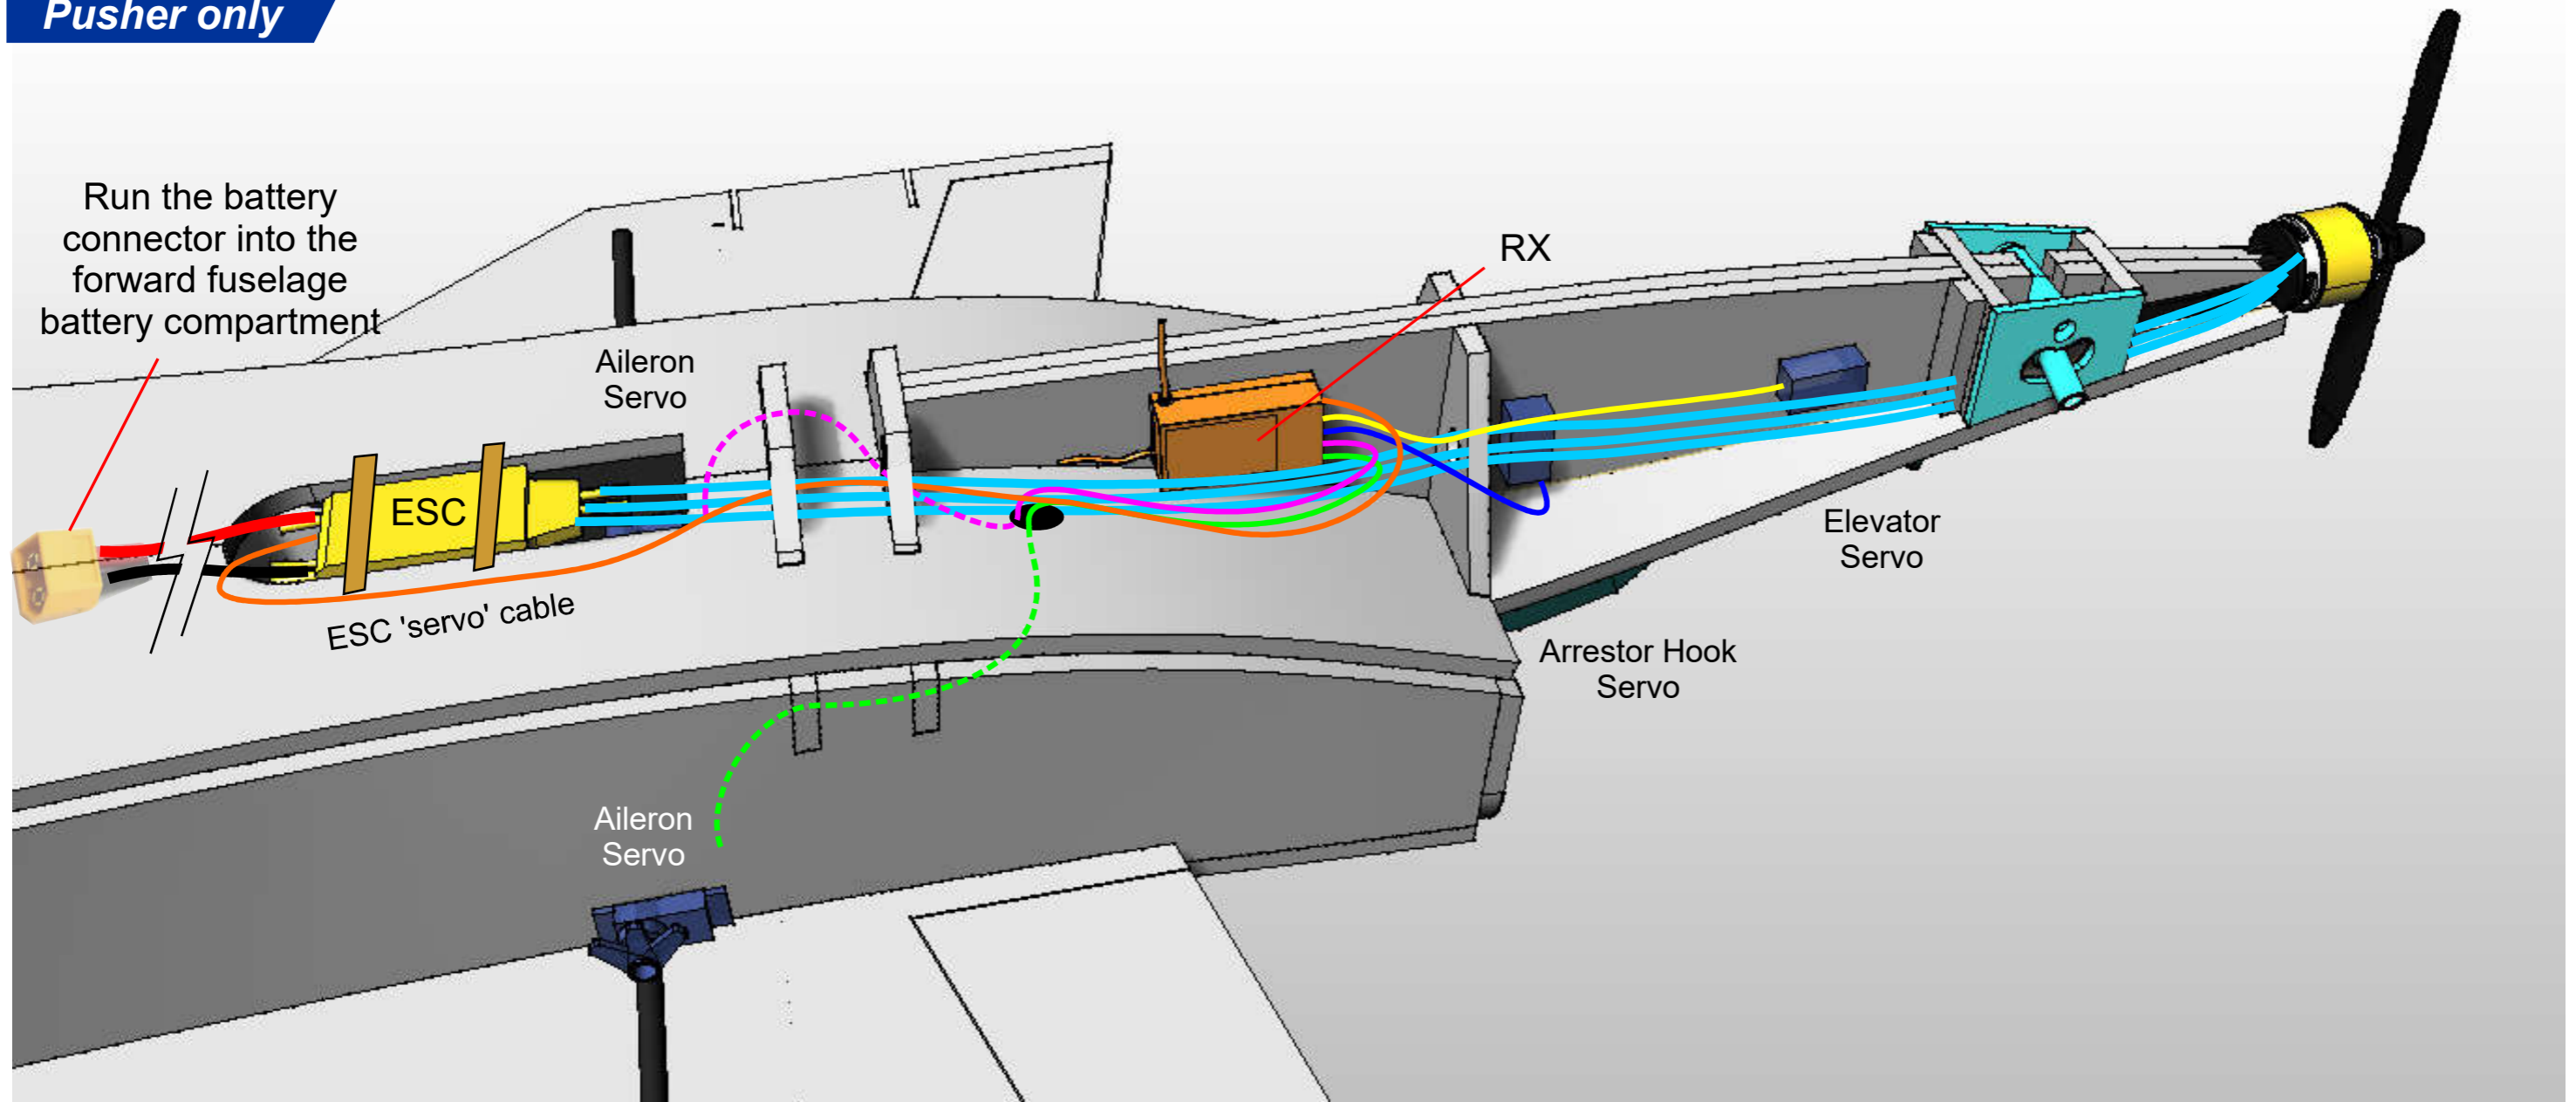 Pusher only
Run the battery
connector into the
forward fuselage
battery compartment
Aileron
Servo
RX
ESC
ESC 'servo' cable
Elevator
Servo
Arrestor Hook
Servo
Aileron
Servo